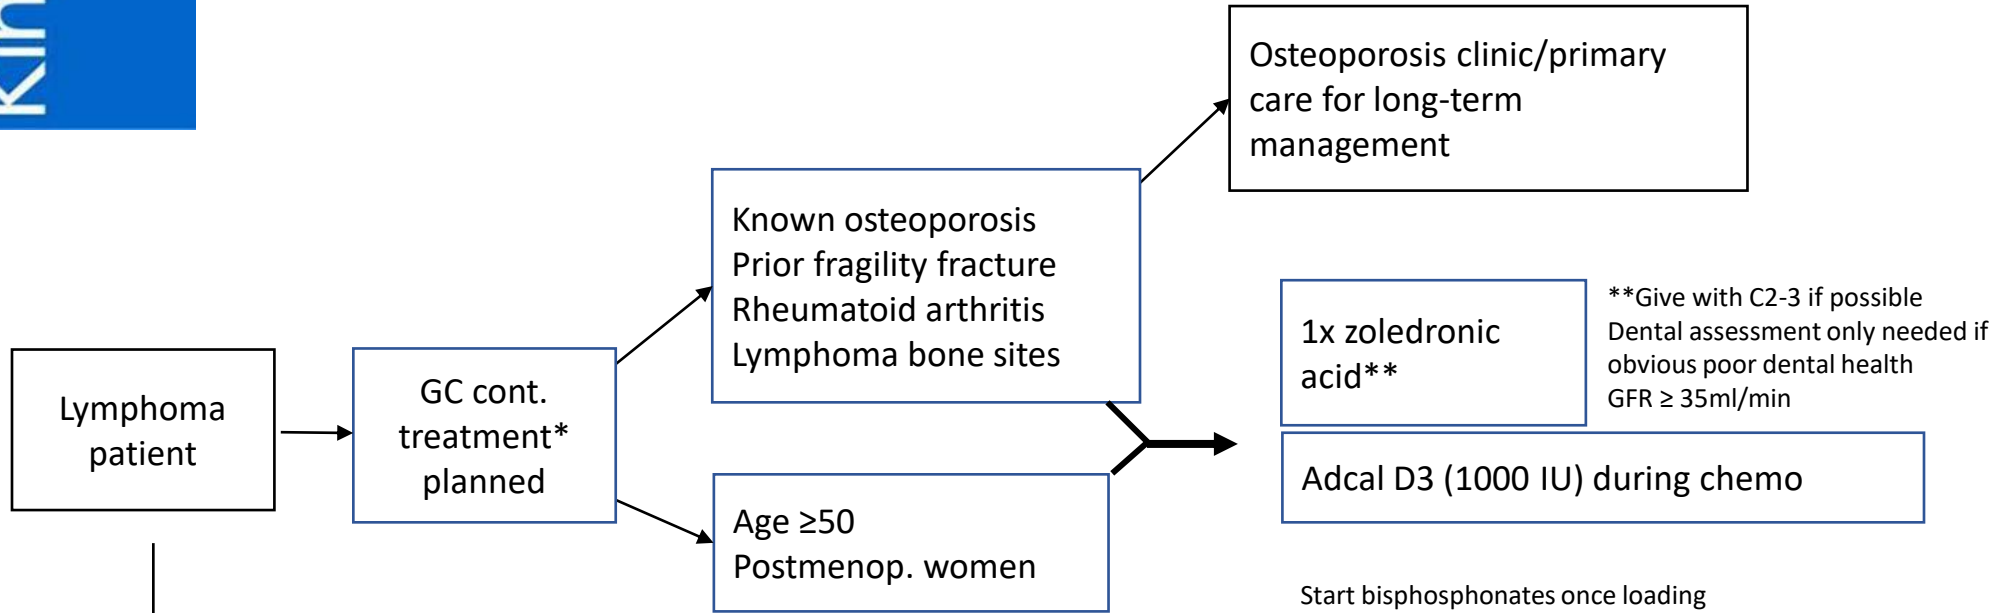 Kin
Osteoporosis clinic/primary
care for long-term
management
Known osteoporosis
Prior fragility fracture
Rheumatoid arthritis
Lymphoma bone sites
1x zoledronic
acid**
**Give with C2-3 if possible
Dental assessment only needed if
obvious poor dental health
GFR ≥ 35ml/min
Lymphoma
patient
GC cont.
treatment*
planned
Adcal D3 (1000 IU) during chemo
Age ≥50
Postmenop. women
Start bisphosphonates once loading